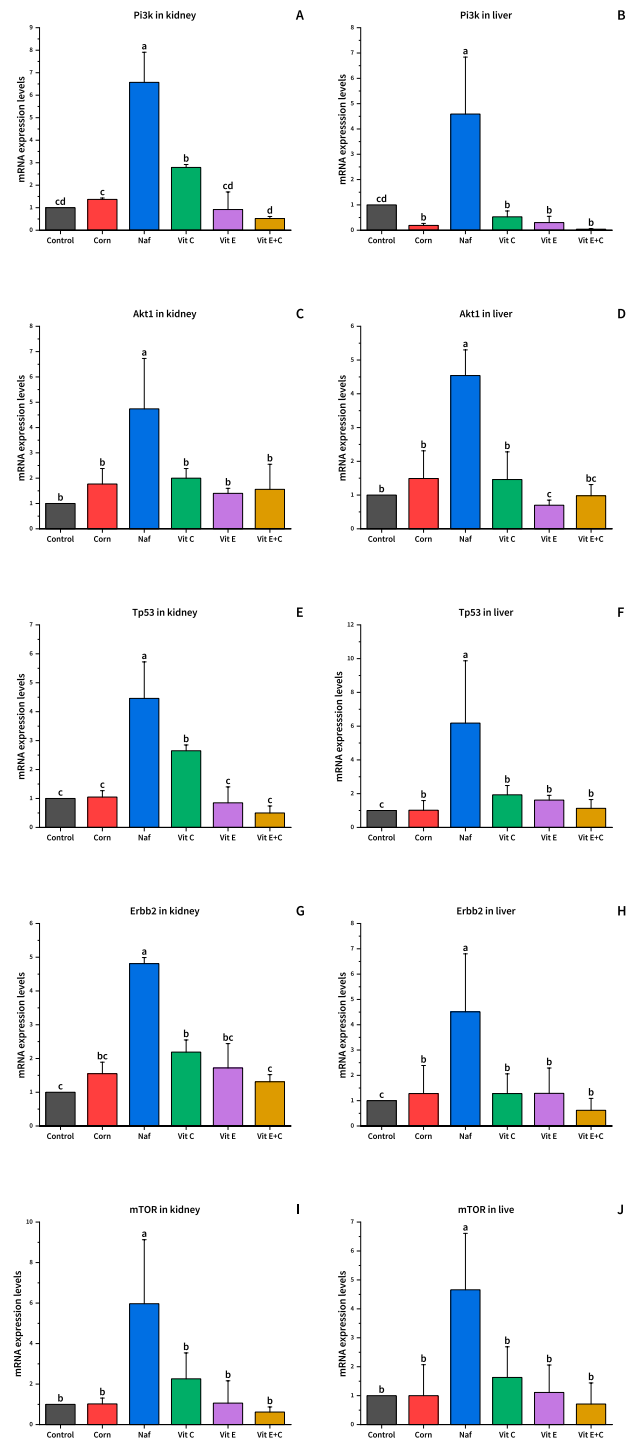 Pi3k in kidney
A
mRNA expression levels
9
8
7
6
5
4
3
2
1
0
cd
c
a
b
cd
d
Control Corn Naf Vit C Vit E Vit E+C
Pi3k in liver
B
mRNA expresssion levels
8
7
6
5
4
3
2
1
0
cd
b
a
b
b
b
Control Corn Naf Vit C Vit E Vit E+C
Akt1 in kidney
C
mRNA expression levels
8
7
6
5
4
3
2
1
0
b
b
a
b
b
b
Control Corn Naf Vit C Vit E Vit E+C
Akt1 in liver
D
mRNA expression levels
6
5
4
3
2
1
0
b
b
a
b
c
bc
Control Corn Naf Vit C Vit E Vit E+C
Tp53 in kidney
E
mRNA expression levels
7
6
5
4
3
2
1
0
c
c
a
b
c
c
Control Corn Naf Vit C Vit E Vit E+C
Tp53 in liver
F
mRNA expresssion levels
12
10
8
6
4
2
0
c
b
a
b
b
b
Control Corn Naf Vit C Vit E Vit E+C
Erbb2 in kidney
G
mRNA expression levels
6
5
4
3
2
1
0
c
bc
a
b
bc
c
Control Corn Naf Vit C Vit E Vit E+C
Erbb2 in liver
H
mRNA expression levels
8
7
6
5
4
3
2
1
0
c
b
a
b
b
b
Control Corn Naf Vit C Vit E Vit E+C
mTOR in kidney
I
mRNA expression levels
10
8
6
4
2
0
b
b
a
b
b
b
Control Corn Naf Vit C Vit E Vit E+C
mTOR in live
J
mRNA expression levels
7
6
5
4
3
2
1
0
b
b
a
b
b
b
Control Corn Naf Vit C Vit E Vit E+C